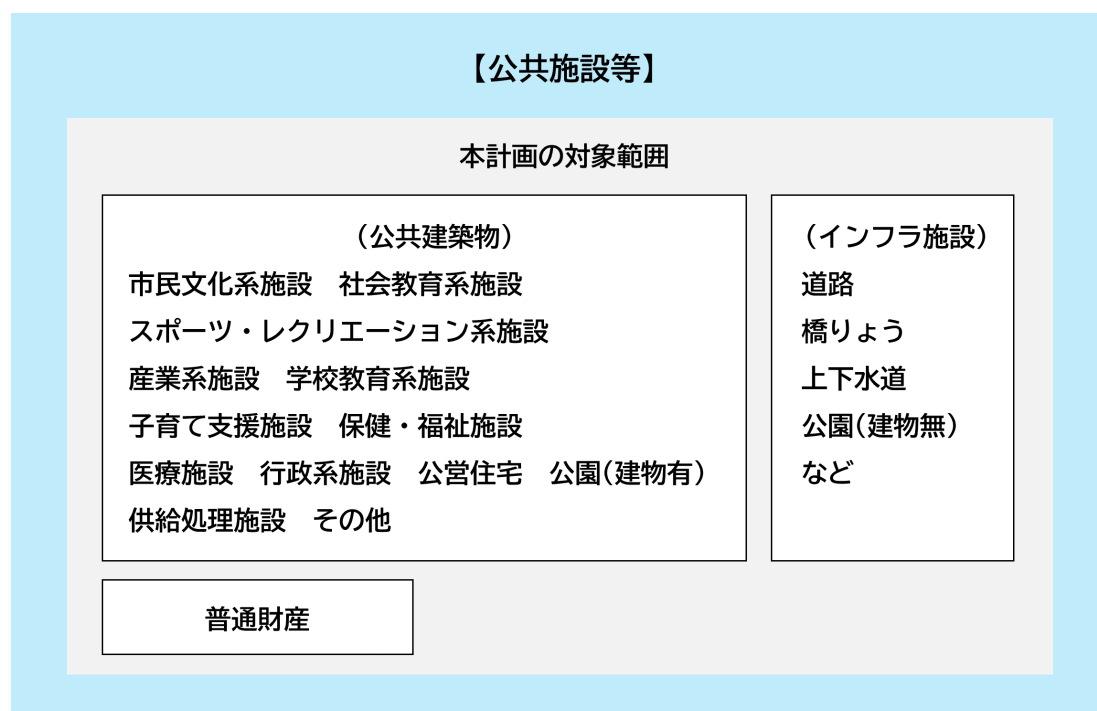 【公共施設等】
本計画の対象範囲
（公共建築物）
市民文化系施設　社会教育系施設
スポーツ・レクリエーション系施設
産業系施設　学校教育系施設
子育て支援施設　保健・福祉施設
医療施設　行政系施設　公営住宅　公園（建物有）
供給処理施設　その他
（インフラ施設）
道路
橋りょう
上下水道
公園（建物無）
など
普通財産